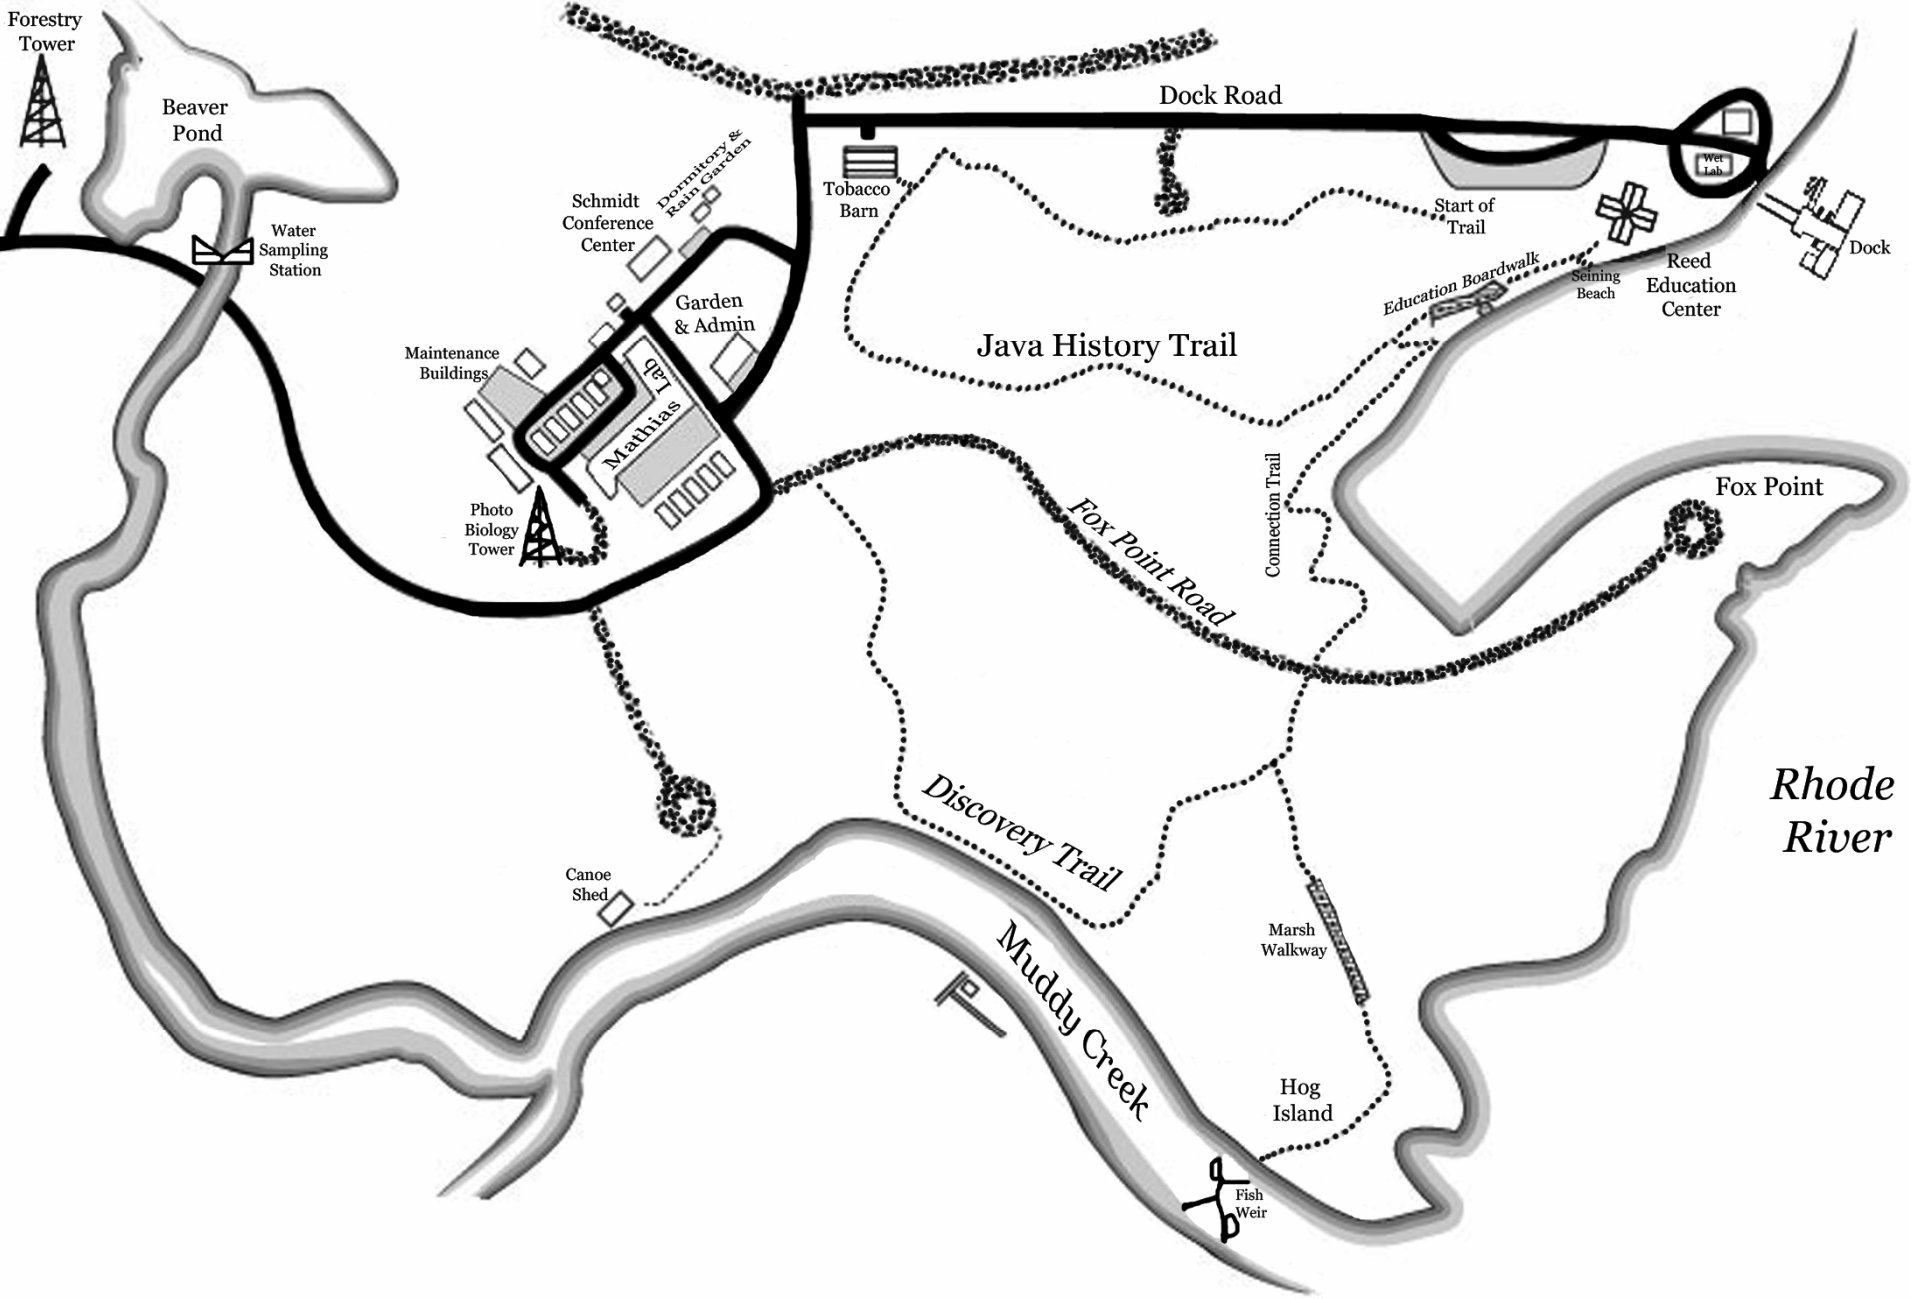 Forestry
Tower
Beaver
Pond
Water
Sampling
Station
Dock Road
Dormitory &
Rain Garden
Schmidt
Conference
Center
Tobacco
Barn
Start of
Trail
Wet
Lab
Dock
Reed
Education
Center
Seining
Beach
Education Boardwalk
Garden
& Admin
Java History Trail
Maintenance
Buildings
Mathias
Lab
Photo
Biology
Tower
Connection Trail
Fox Point
Fox Point Road
Rhode
River
Discovery Trail
Canoe
Shed
Marsh
Walkway
Muddy Creek
Hog
Island
Fish
Weir